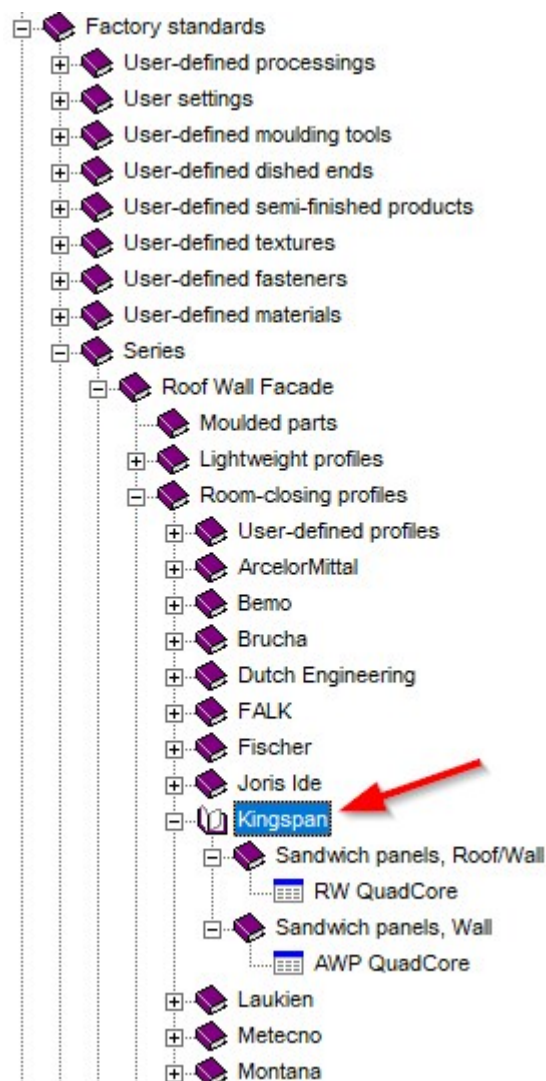 Factory standards
User-defined processings
User settings
User-defined moulding tools
User-defined dished ends
User-defined semi-finished products
User-defined textures
User-defined fasteners
User-defined materials
Series
Roof Wall Facade
Moulded parts
Lightweight profiles
Room-closing profiles
User-defined profiles
ArcelorMittal
Bemo
Brucha
Dutch Engineering
FALK
Fischer
Joris Ide
Kingspan
Sandwich panels, Roof/Wall
RW QuadCore
Sandwich panels, Wall
AWP QuadCore
Laukien
Metecno
Montana